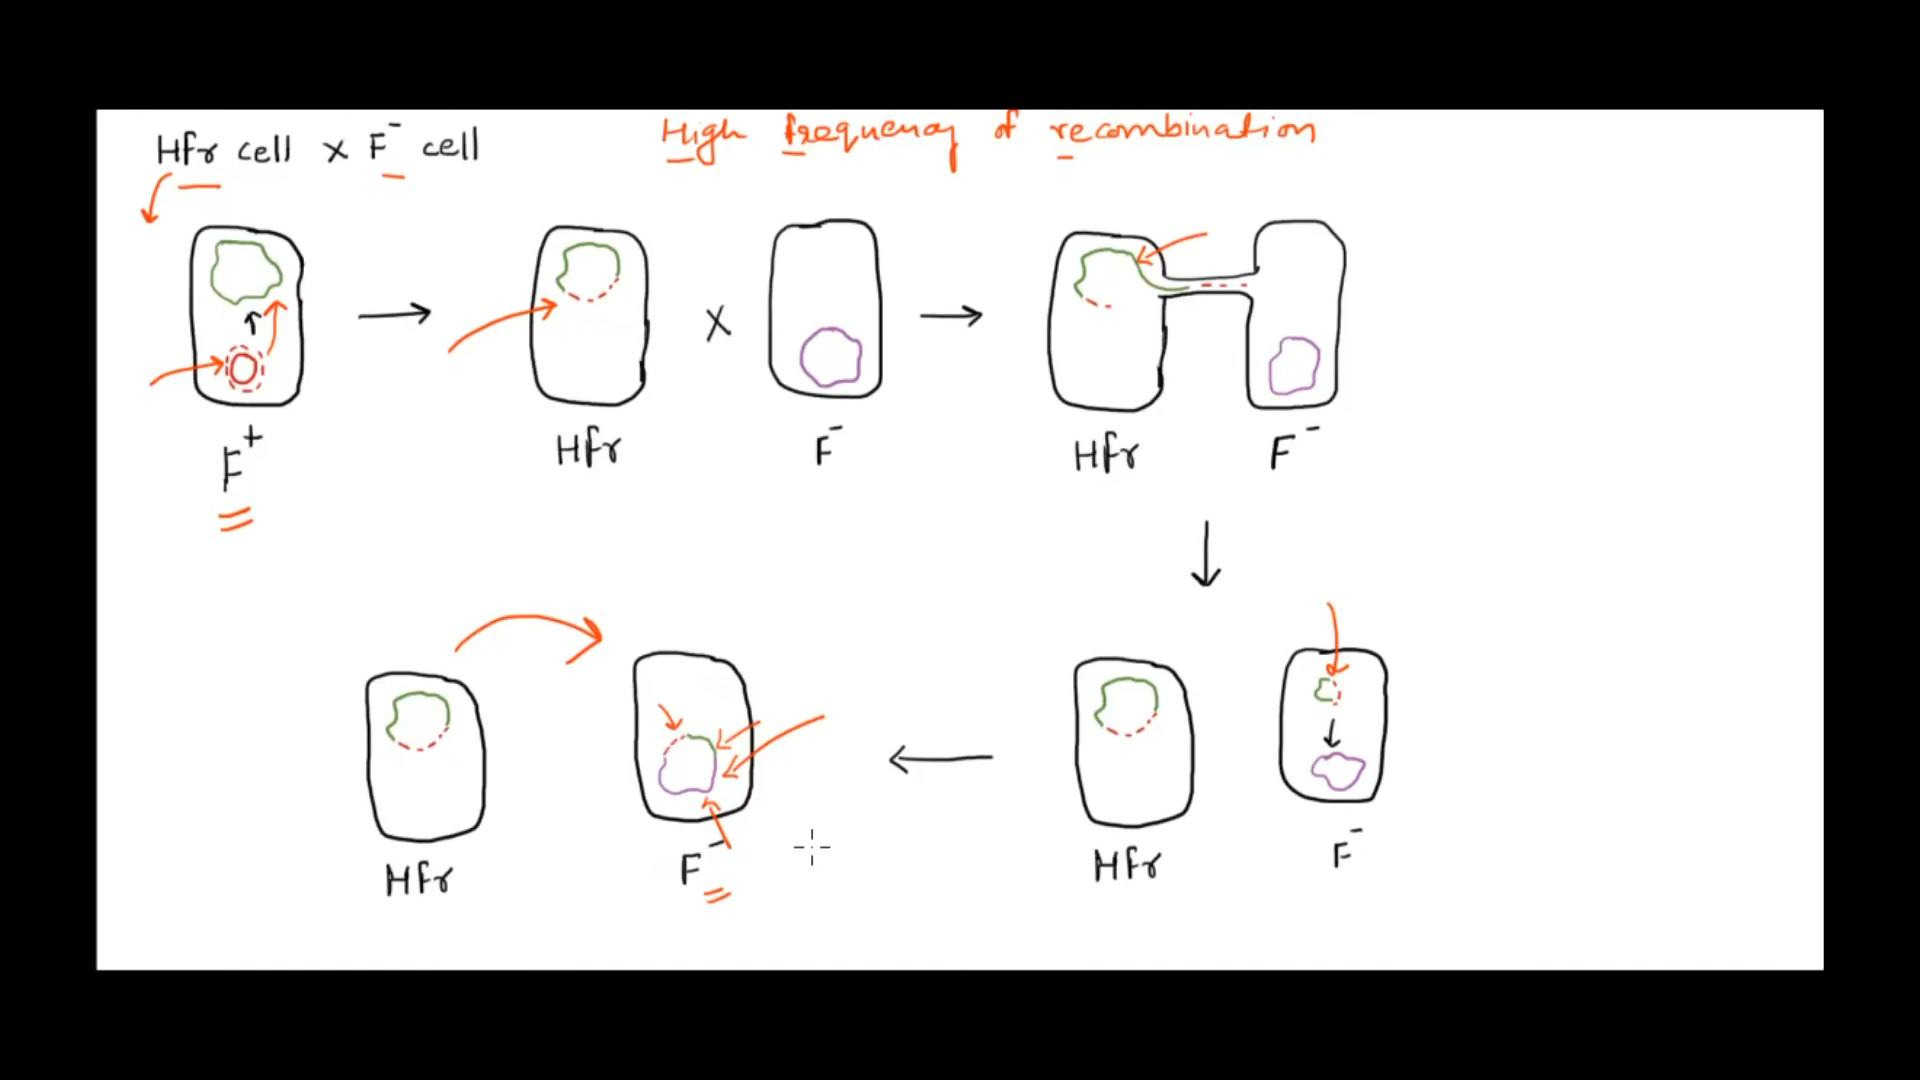 Hfr cell x F⁻ cell
High frequency of recombination
x
F⁺
Hfr
F⁻
Hfr
F⁻
Hfr
F⁻
Hfr
F⁻